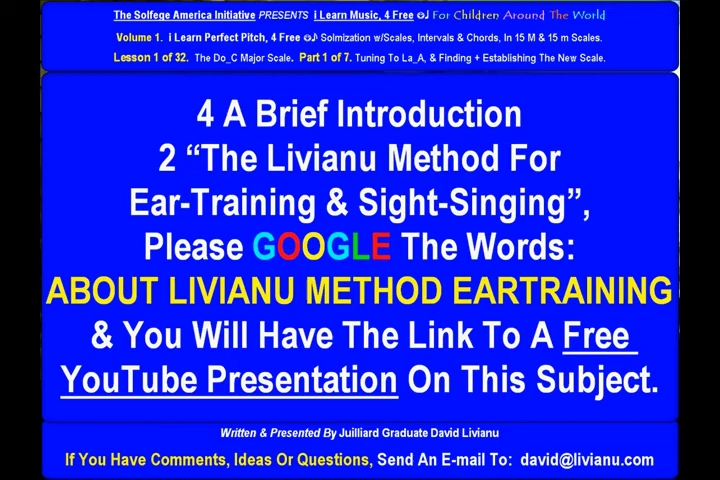 The Solfege America Initiative PRESENTS i Learn Music, 4 Free For Children Around The World
Volume 1. i Learn Perfect Pitch, 4 Free Solmization w/Scales, Intervals & Chords, In 15 M & 15 m Scales.
Lesson 1 of 32. The Do_C Major Scale. Part 1 of 7. Tuning To La_A, & Finding + Establishing The New Scale.
4 A Brief Introduction
2 “The Livianu Method For
Ear-Training & Sight-Singing”,
Please GOOGLE The Words:
ABOUT LIVIANU METHOD EARTRAINING
& You Will Have The Link To A Free
YouTube Presentation On This Subject.
Written & Presented By Juilliard Graduate David Livianu
If You Have Comments, Ideas Or Questions, Send An E-mail To: david@livianu.com